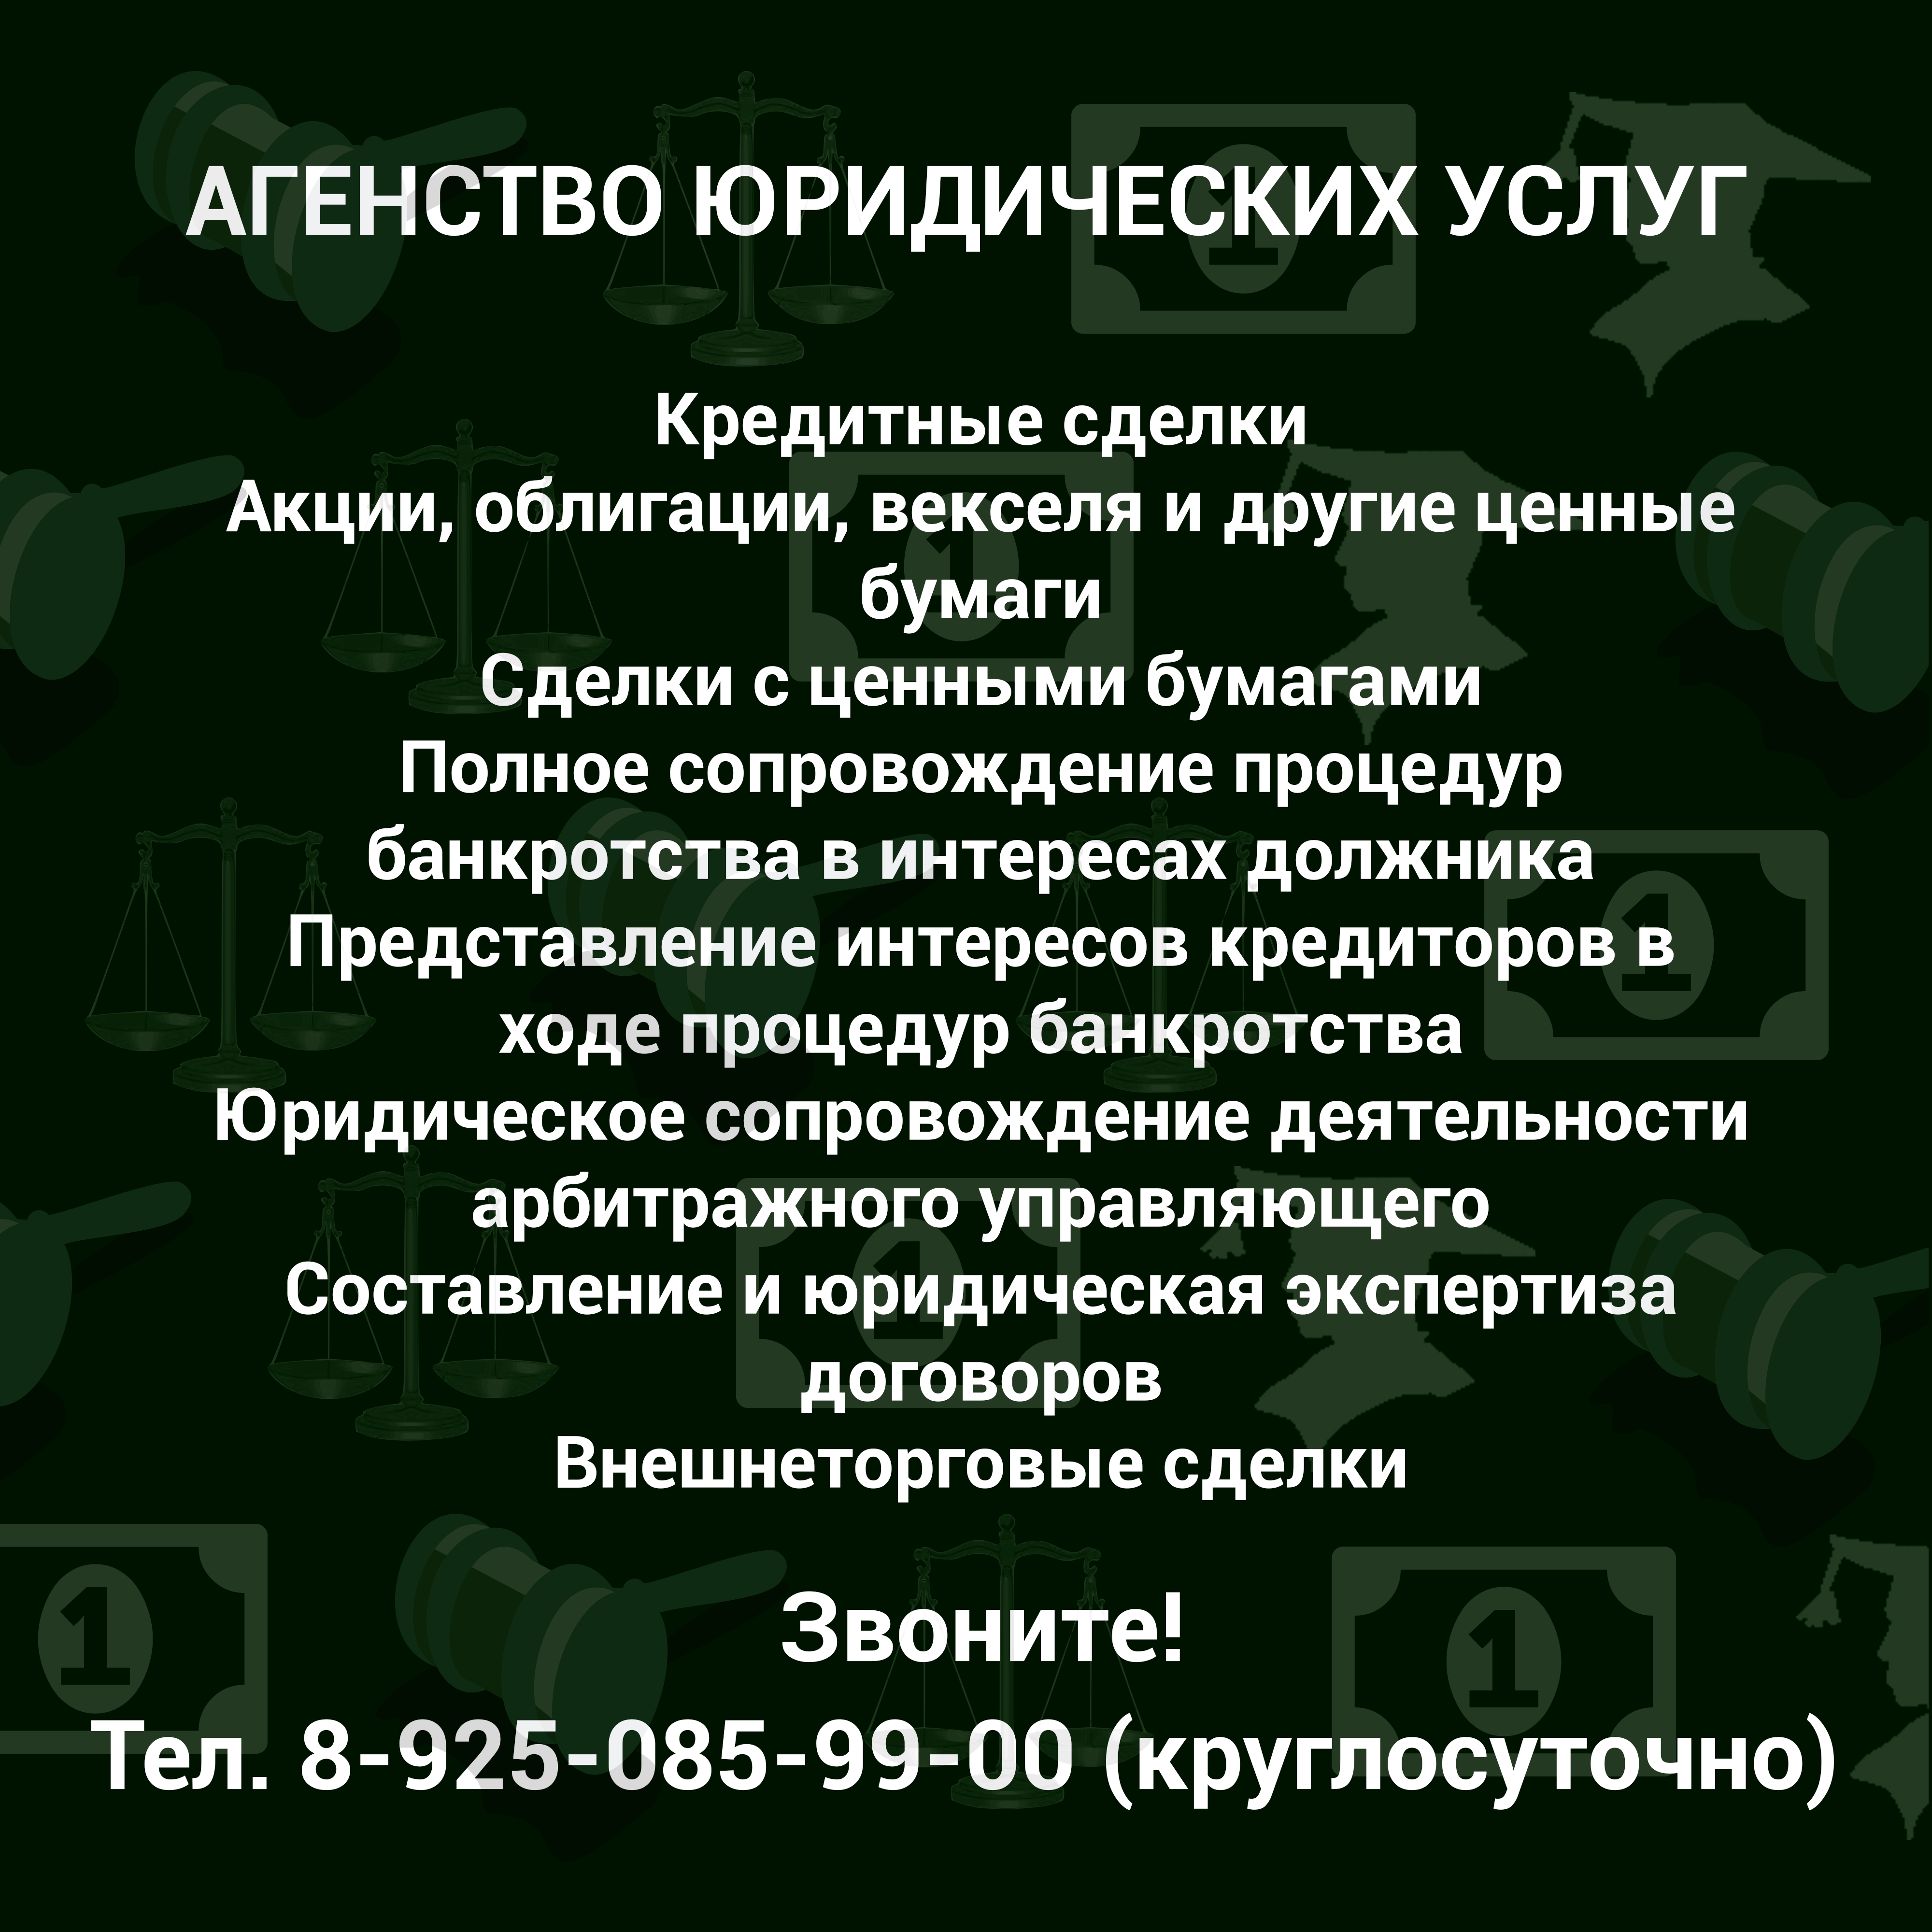 АГЕНСТВО ЮРИДИЧЕСКИХ УСЛУГ
Кредитные сделки
Акции, облигации, векселя и другие ценные
бумаги
Сделки с ценными бумагами
Полное сопровождение процедур
банкротства в интересах должника
Представление интересов кредиторов в
ходе процедур банкротства
Юридическое сопровождение деятельности
арбитражного управляющего
Составление и юридическая экспертиза
договоров
Внешнеторговые сделки
Звоните!
Тел. 8-925-085-99-00 (круглосуточно)